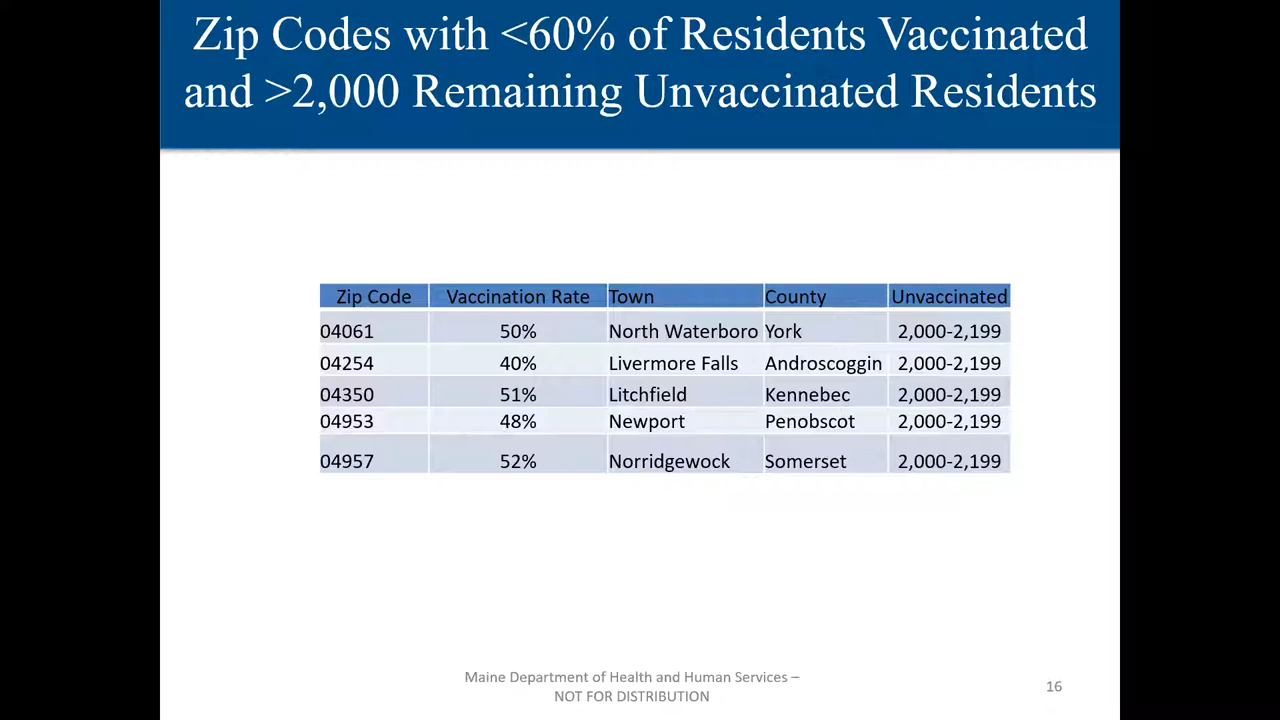 Zip Codes with <60% of Residents Vaccinated
and >2,000 Remaining Unvaccinated Residents
Zip Code Vaccination Rate Town County Unvaccinated
04061 50% North Waterboro York 2,000-2,199
04254 40% Livermore Falls Androscoggin 2,000-2,199
04350 51% Litchfield Kennebec 2,000-2,199
04953 48% Newport Penobscot 2,000-2,199
04957 52% Norridgewock Somerset 2,000-2,199
Maine Department of Health and Human Services –
NOT FOR DISTRIBUTION
16